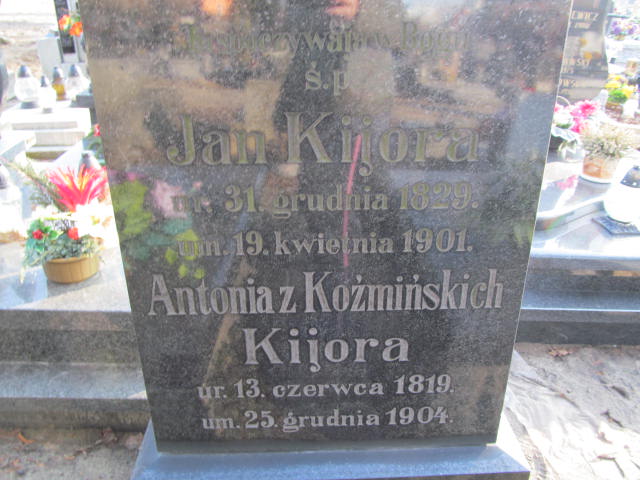 w Bogu
ś.p.
Jan Kijora
ur. 31. grudnia 1829.
um. 19. kwietnia 1901.
Antonia z Koźmińskich
Kijora
ur. 13. czerwca 1819.
um. 25. grudnia 1904.